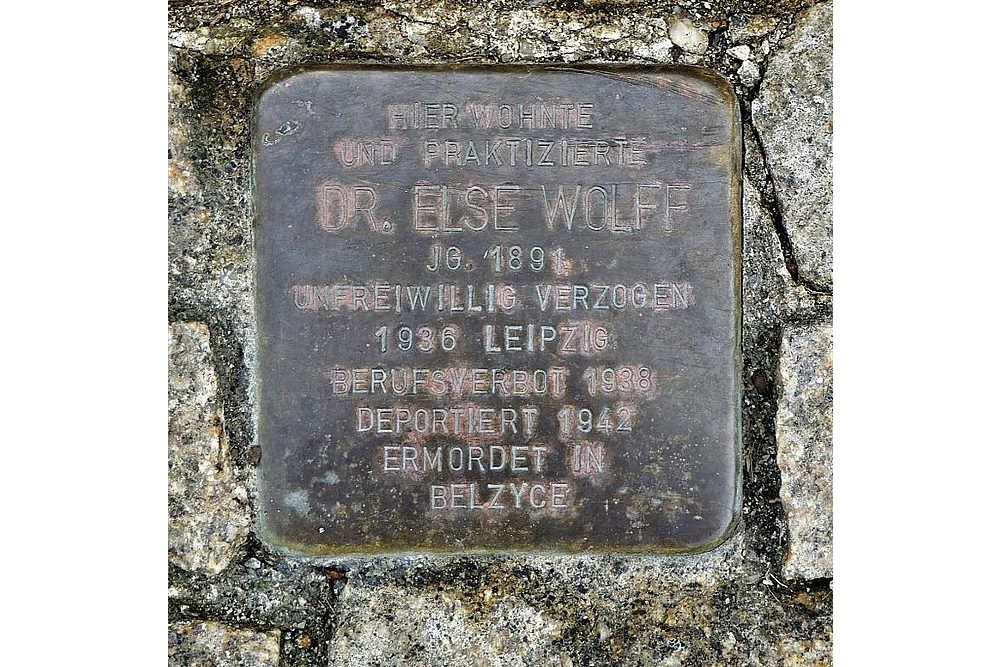 HIER WOHNTE
UND PRAKTIZIERTE
DR. ELSE WOLFF
JG. 1891
UNFREIWILLIG VERZOGEN
1936 LEIPZIG
BERUFSVERBOT 1938
DEPORTIERT 1942
ERMORDET IN
BELZYCE